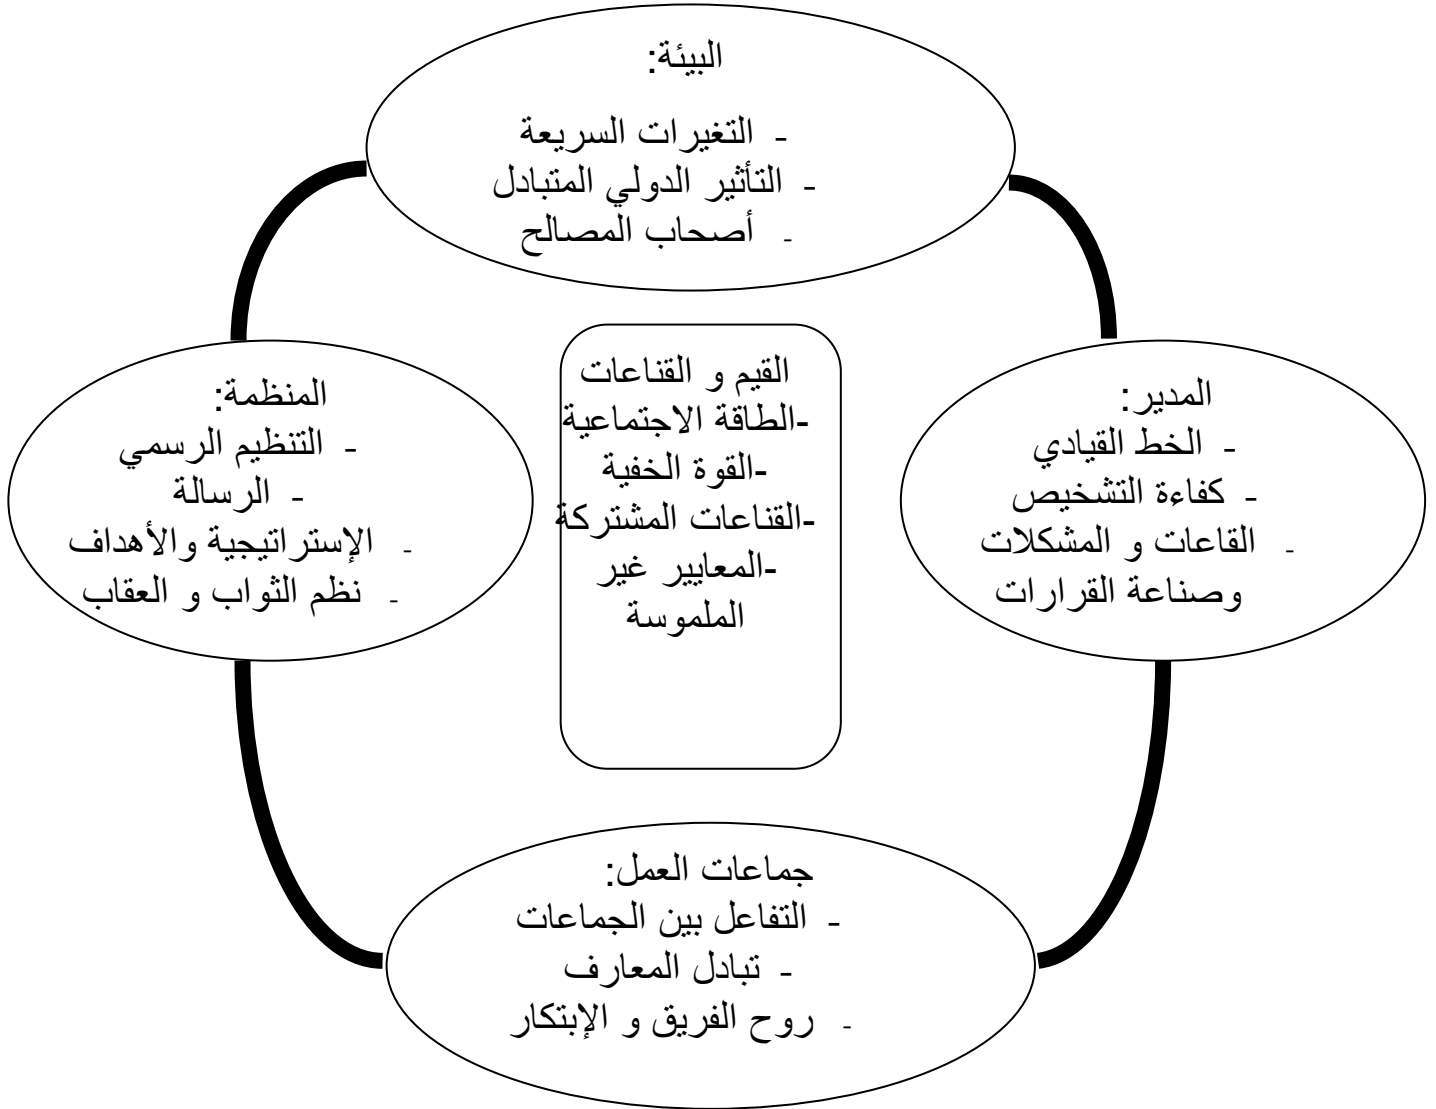 البيئة:
- التغيرات السريعة
- التأثير الدولي المتبادل
- أصحاب المصالح
المدير:
- الخط القيادي
- كفاءة التشخيص
- القاعات و المشكلات
وصناعة القرارات
القيم و القناعات
-الطاقة الاجتماعية
-القوة الخفية
-القناعات المشتركة
-المعايير غير
الملموسة
المنظمة:
- التنظيم الرسمي
- الرسالة
- الإستراتيجية والأهداف
- نظم الثواب و العقاب
جماعات العمل:
- التفاعل بين الجماعات
- تبادل المعارف
- روح الفريق و الإبتكار